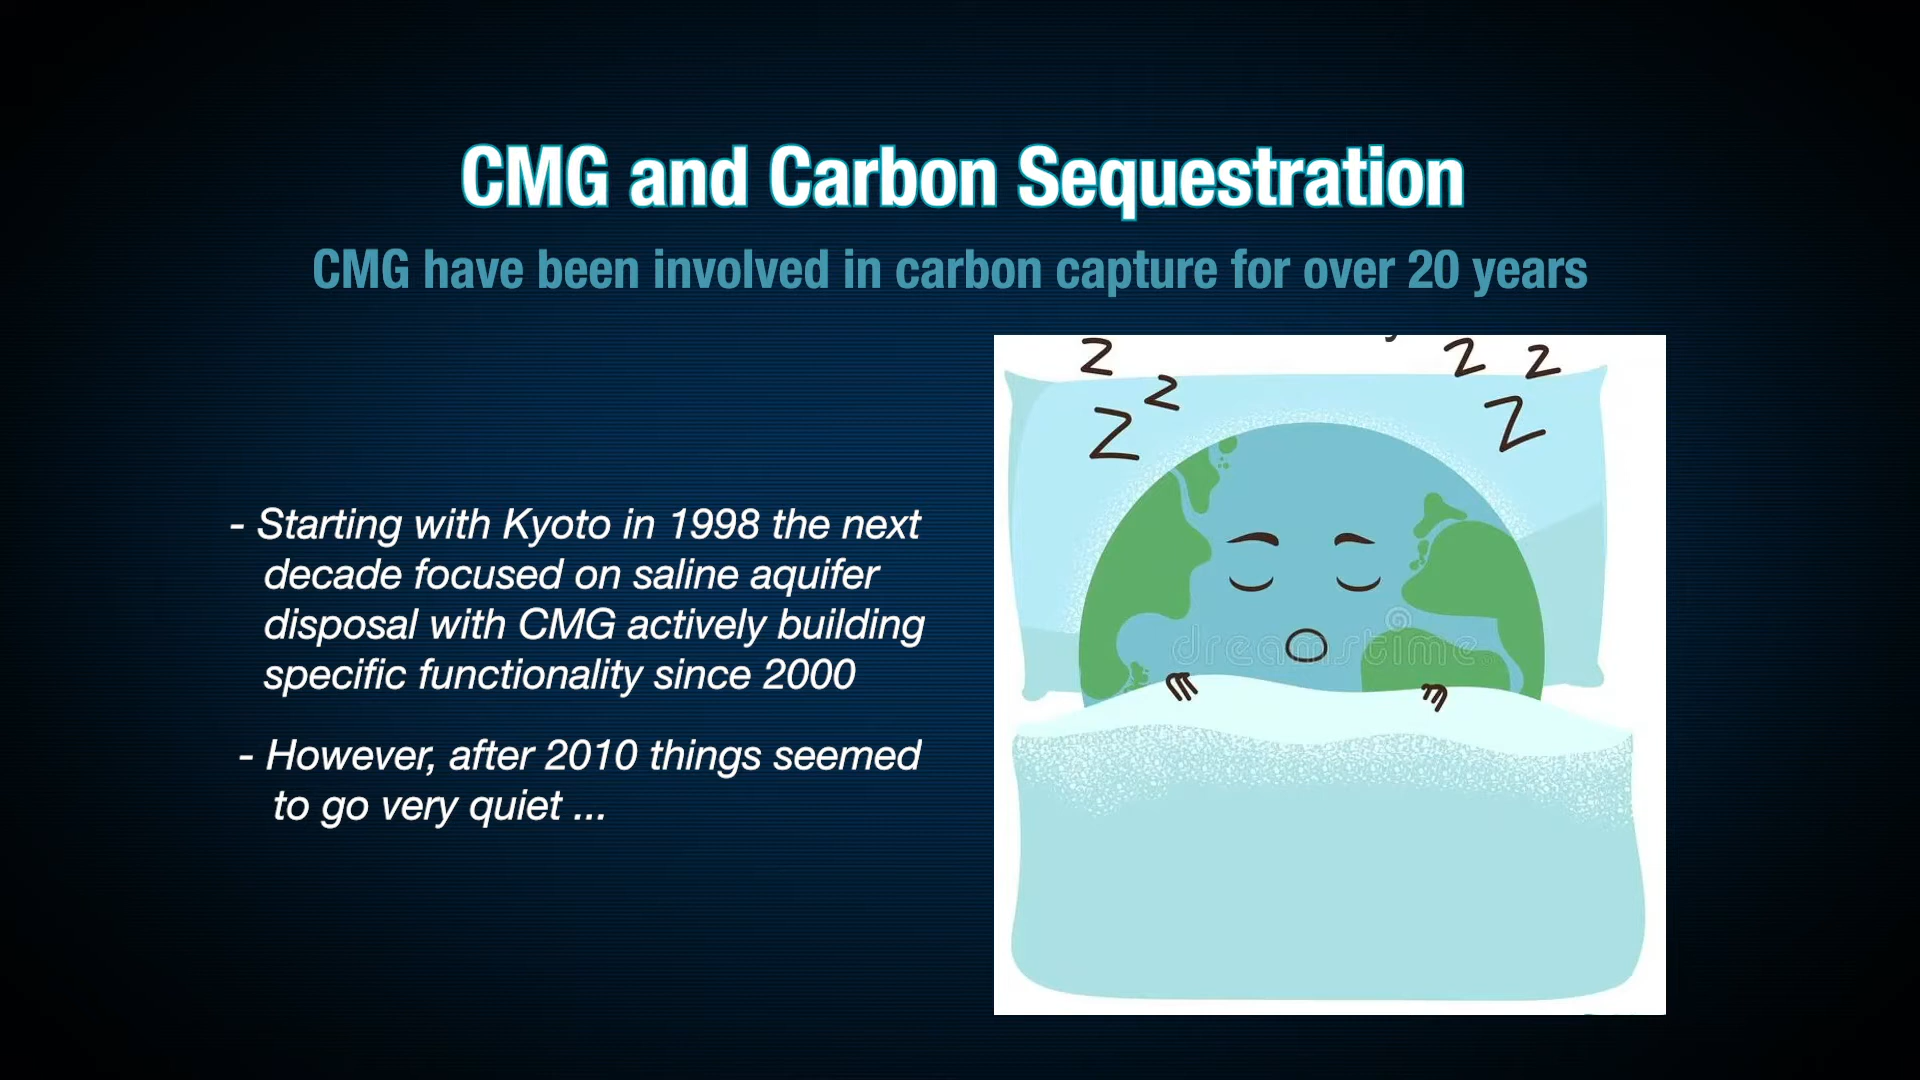 CMG and Carbon Sequestration
CMG have been involved in carbon capture for over 20 years
z
z
Z
z
z
Z
- Starting with Kyoto in 1998 the next
decade focused on saline aquifer
disposal with CMG actively building
specific functionality since 2000
- However, after 2010 things seemed
to go very quiet ...
dreamstime